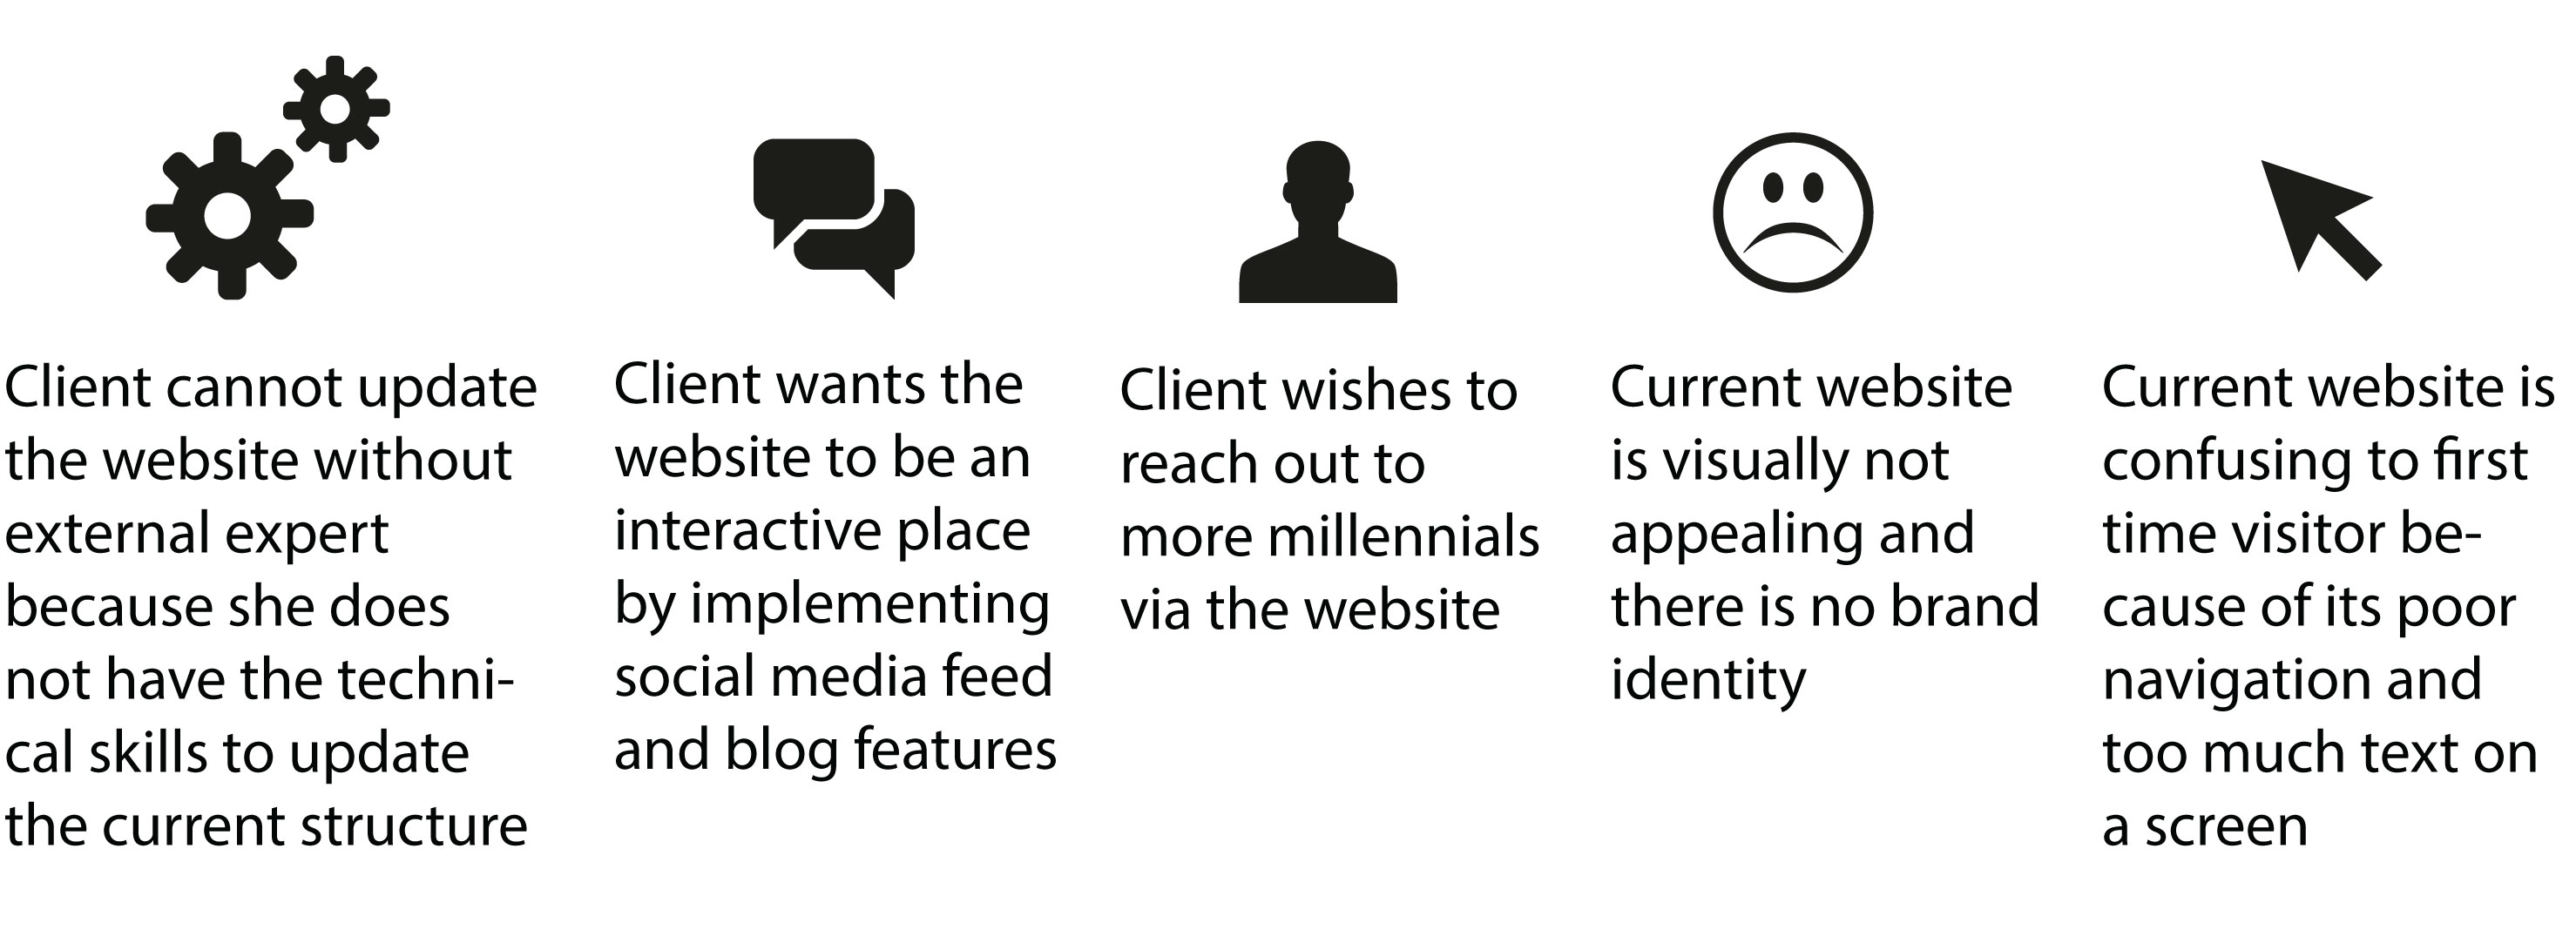 Client cannot update
the website without
external expert
because she does
not have the techni-
cal skills to update
the current structure
Client wants the
website to be an
interactive place
by implementing
social media feed
and blog features
Client wishes to
reach out to
more millennials
via the website
Current website
is visually not
appealing and
there is no brand
identity
Current website is
confusing to first
time visitor be-
cause of its poor
navigation and
too much text on
a screen